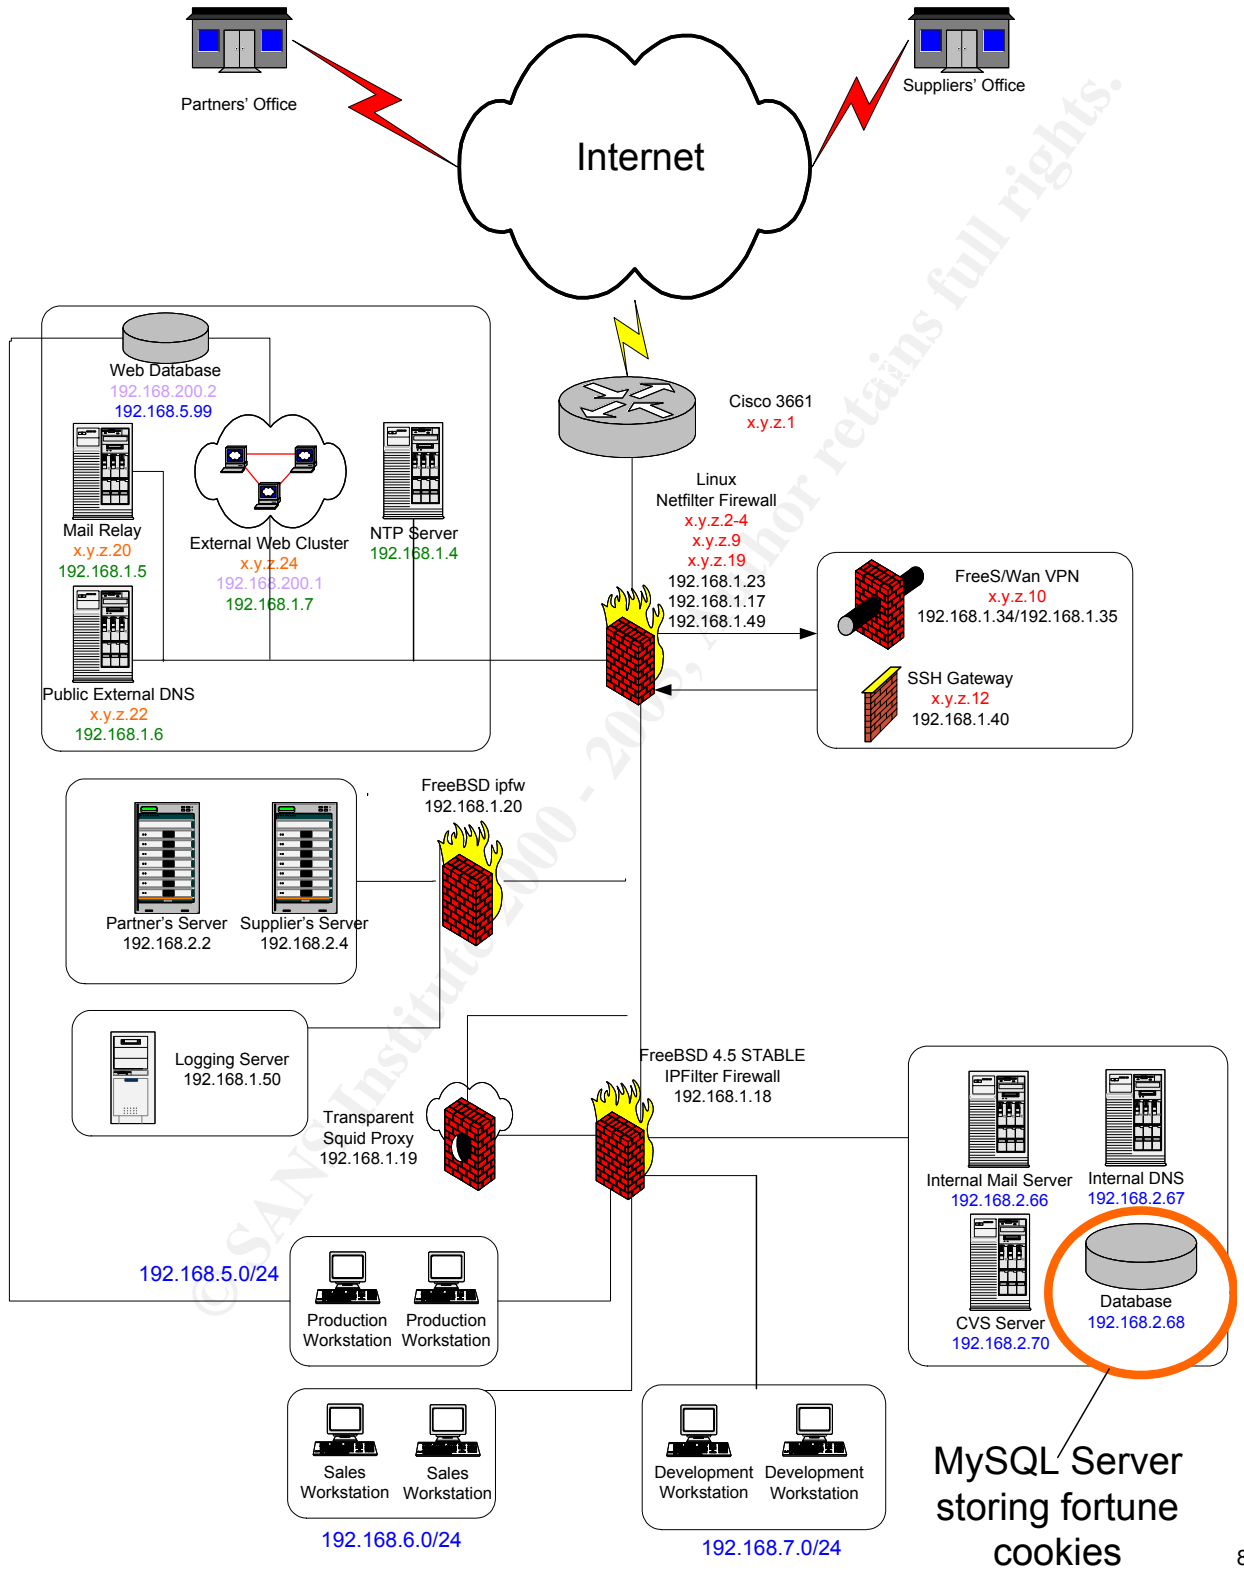 Partners' Office
Suppliers' Office
Internet
Web Database
192.168.200.2
192.168.5.99
Cisco 3661
x.y.z.1
Linux
Netfilter Firewall
x.y.z.2-4
x.y.z.9
x.y.z.19
192.168.1.23
192.168.1.17
192.168.1.49
Mail Relay
x.y.z.20
192.168.1.5
External Web Cluster
x.y.z.24
192.168.200.1
192.168.1.7
NTP Server
192.168.1.4
FreeS/Wan VPN
x.y.z.10
192.168.1.34/192.168.1.35
SSH Gateway
x.y.z.12
192.168.1.40
Public External DNS
x.y.z.22
192.168.1.6
FreeBSD ipfw
192.168.1.20
Partner's Server
192.168.2.2
Supplier's Server
192.168.2.4
Logging Server
192.168.1.50
FreeBSD 4.5 STABLE
IPFilter Firewall
192.168.1.18
Transparent
Squid Proxy
192.168.1.19
Internal Mail Server
192.168.2.66
Internal DNS
192.168.2.67
CVS Server
192.168.2.70
Database
192.168.2.68
192.168.5.0/24
Production
Workstation
Production
Workstation
Sales
Workstation
Sales
Workstation
192.168.6.0/24
Development
Workstation
Development
Workstation
192.168.7.0/24
MySQL Server
storing fortune
cookies
8
© SANS Institute 2000 - 2003, Author retains full rights.